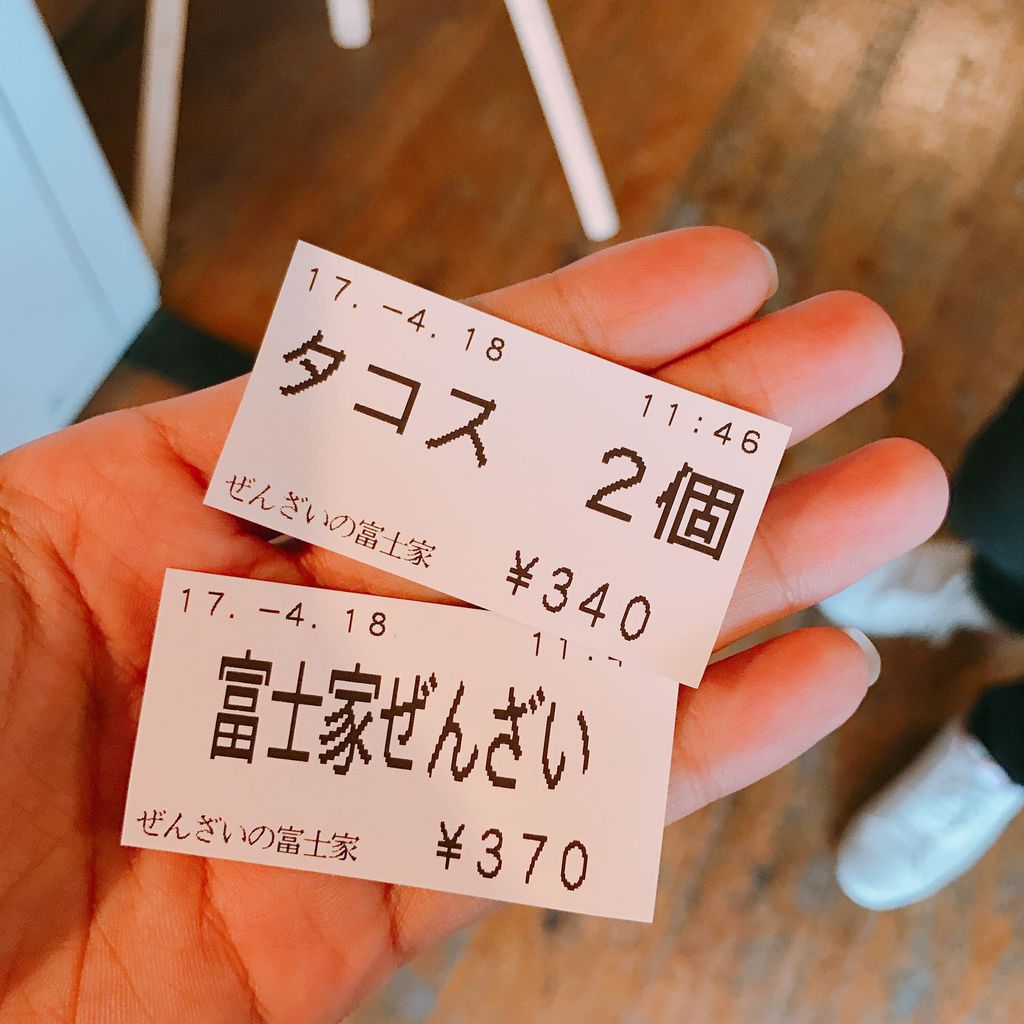 17.-4.18
11:46
タコス 2個
ぜんざいの富士家 ¥340
17.-4.18
富士家ぜんざい
ぜんざいの富士家 ¥370